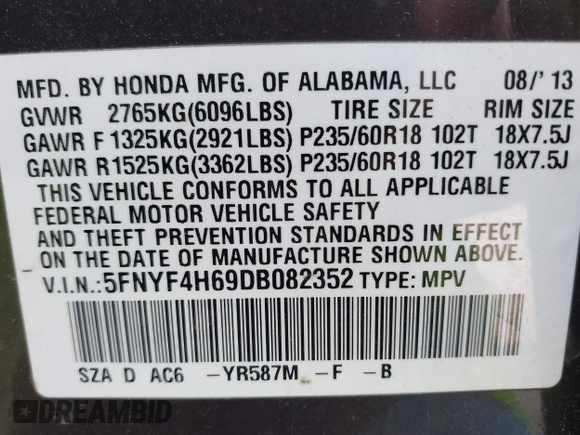 MFD. BY HONDA MFG. OF ALABAMA, LLC 08/' 13
GVWR 2765KG(6096LBS) TIRE SIZE RIM SIZE
GAWR F 1325KG(2921LBS) P235/60R18 102T 18X7.5J
GAWR R 1525KG(3362LBS) P235/60R18 102T 18X7.5J
THIS VEHICLE CONFORMS TO ALL APPLICABLE
FEDERAL MOTOR VEHICLE SAFETY
AND THEFT PREVENTION STANDARDS IN EFFECT
ON THE DATE OF MANUFACTURE SHOWN ABOVE.
V.I.N.:5FNYF4H69DB082352 TYPE: MPV
SZA D AC6 -YR587M -F -B
DREAMBID